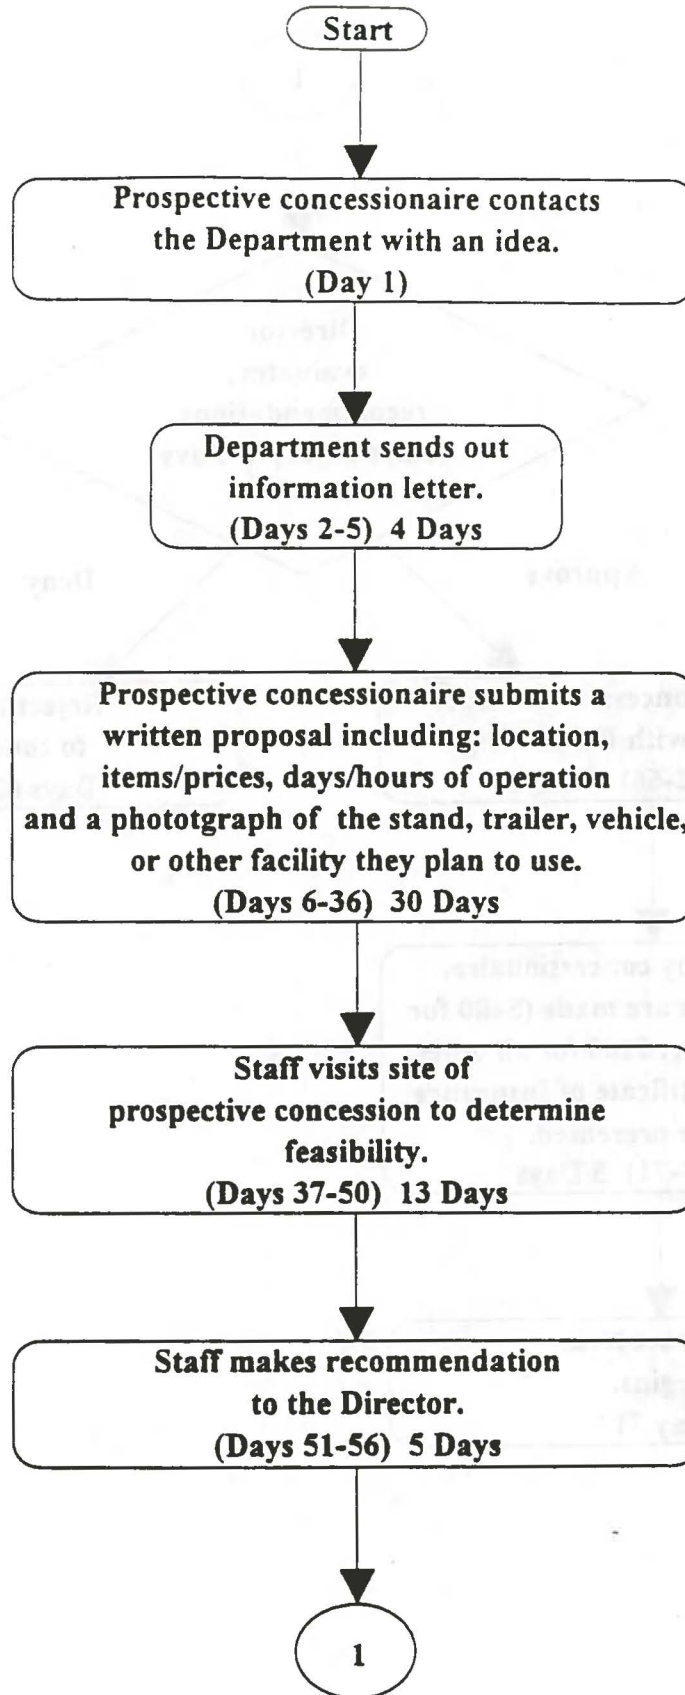 Start
Prospective concessionaire contacts
the Department with an idea.
(Day 1)
Department sends out
information letter.
(Days 2-5) 4 Days
Prospective concessionaire submits a
written proposal including: location,
items/prices, days/hours of operation
and a phototgraph of the stand, trailer, vehicle,
or other facility they plan to use.
(Days 6-36) 30 Days
Staff visits site of
prospective concession to determine
feasibility.
(Days 37-50) 13 Days
Staff makes recommendation
to the Director.
(Days 51-56) 5 Days
1